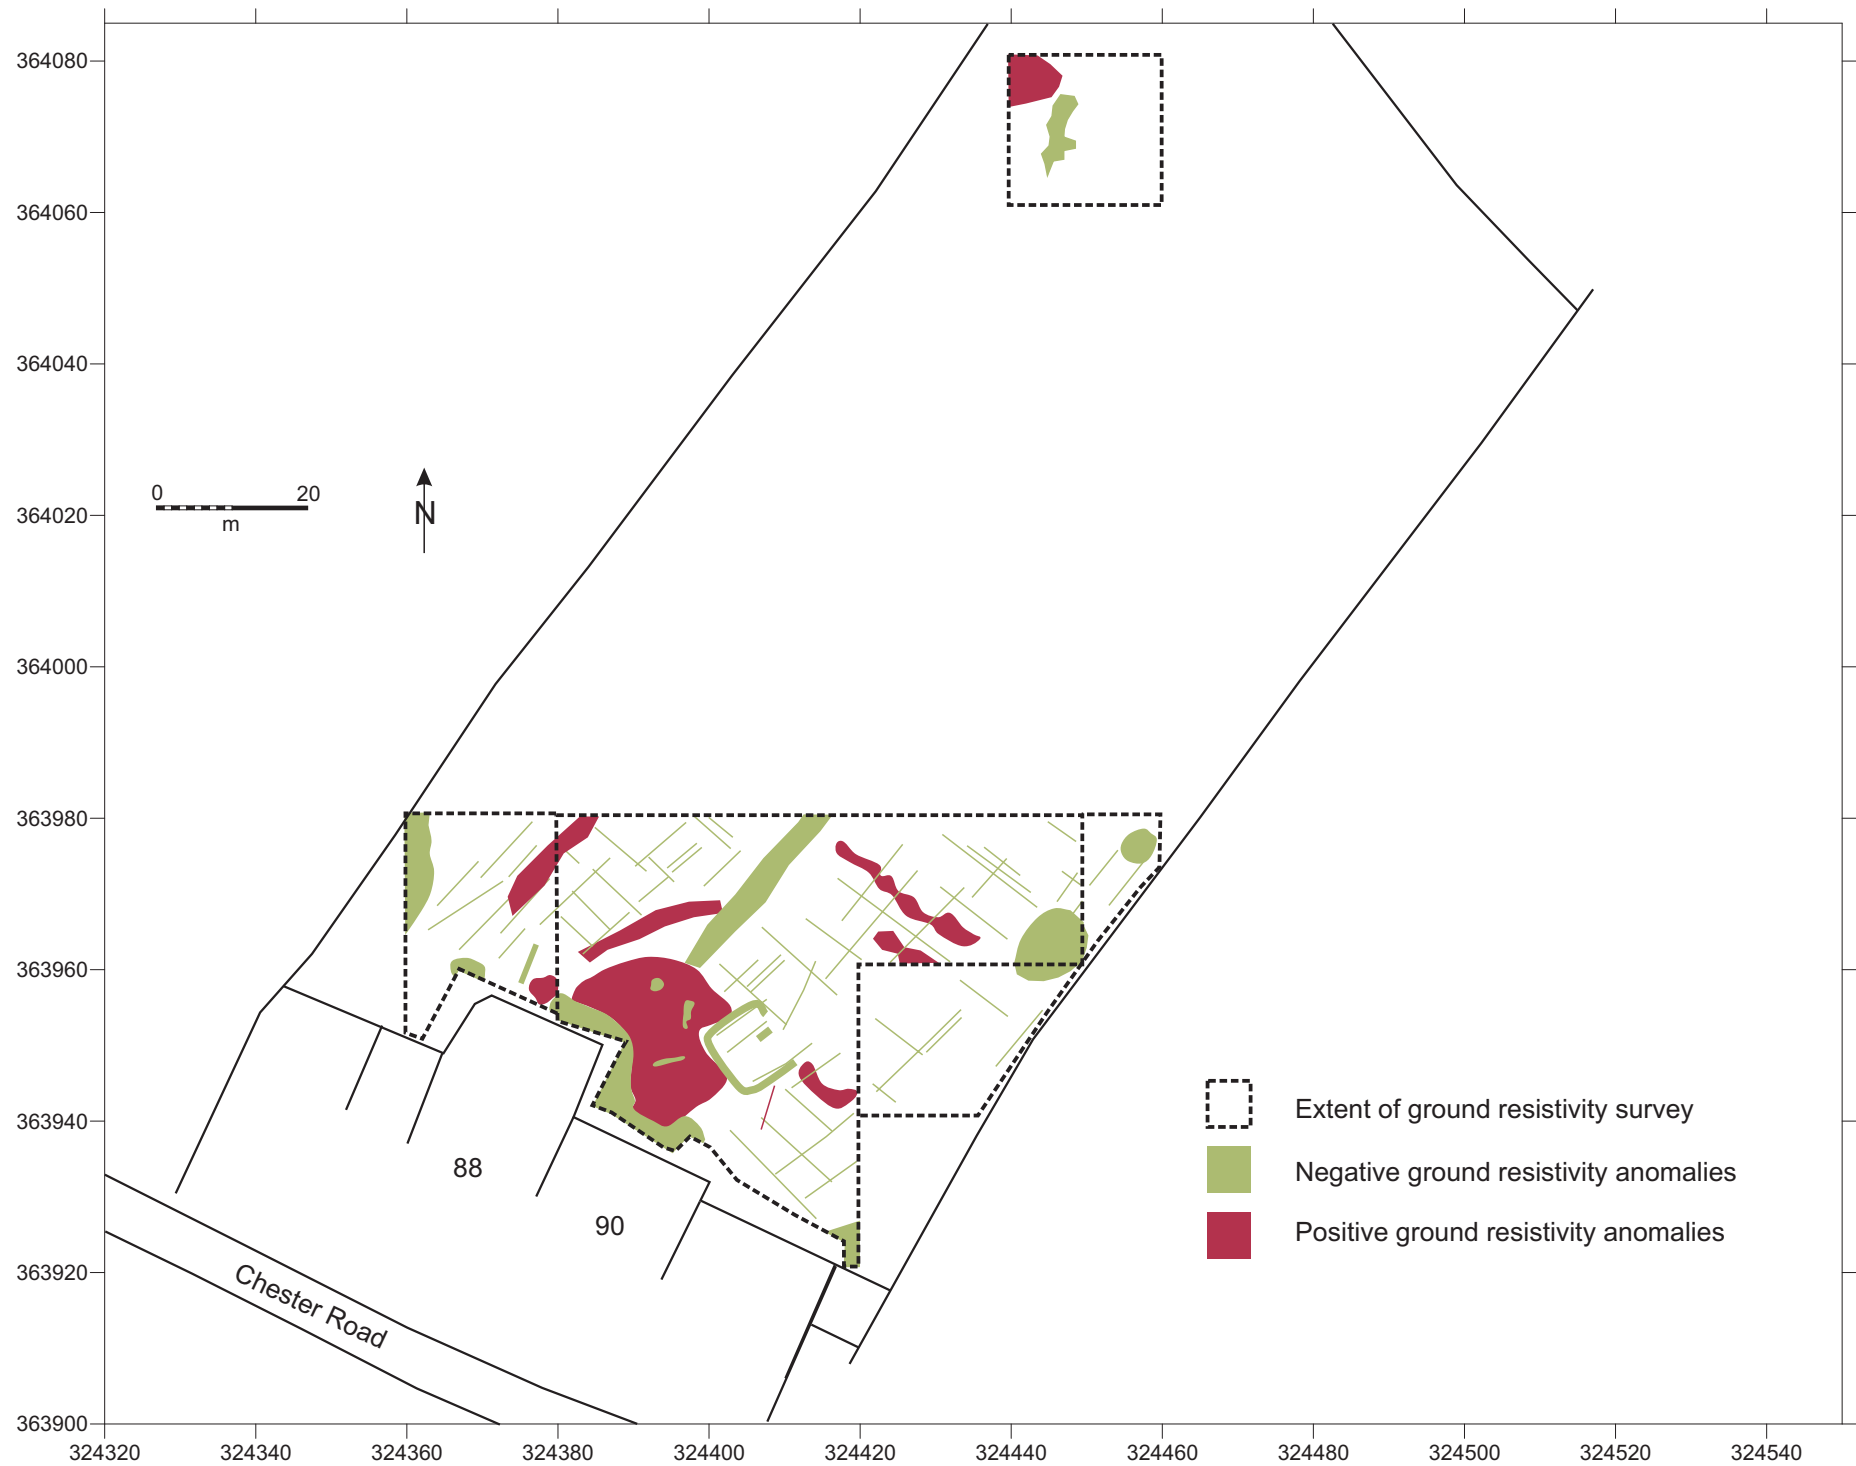 364080
364060
364040
0 20
m
N
364020
364000
363980
363960
363940
363920
363900
88
90
Chester Road
Extent of ground resistivity survey
Negative ground resistivity anomalies
Positive ground resistivity anomalies
324320 324340 324360 324380 324400 324420 324440 324460 324480 324500 324520 324540